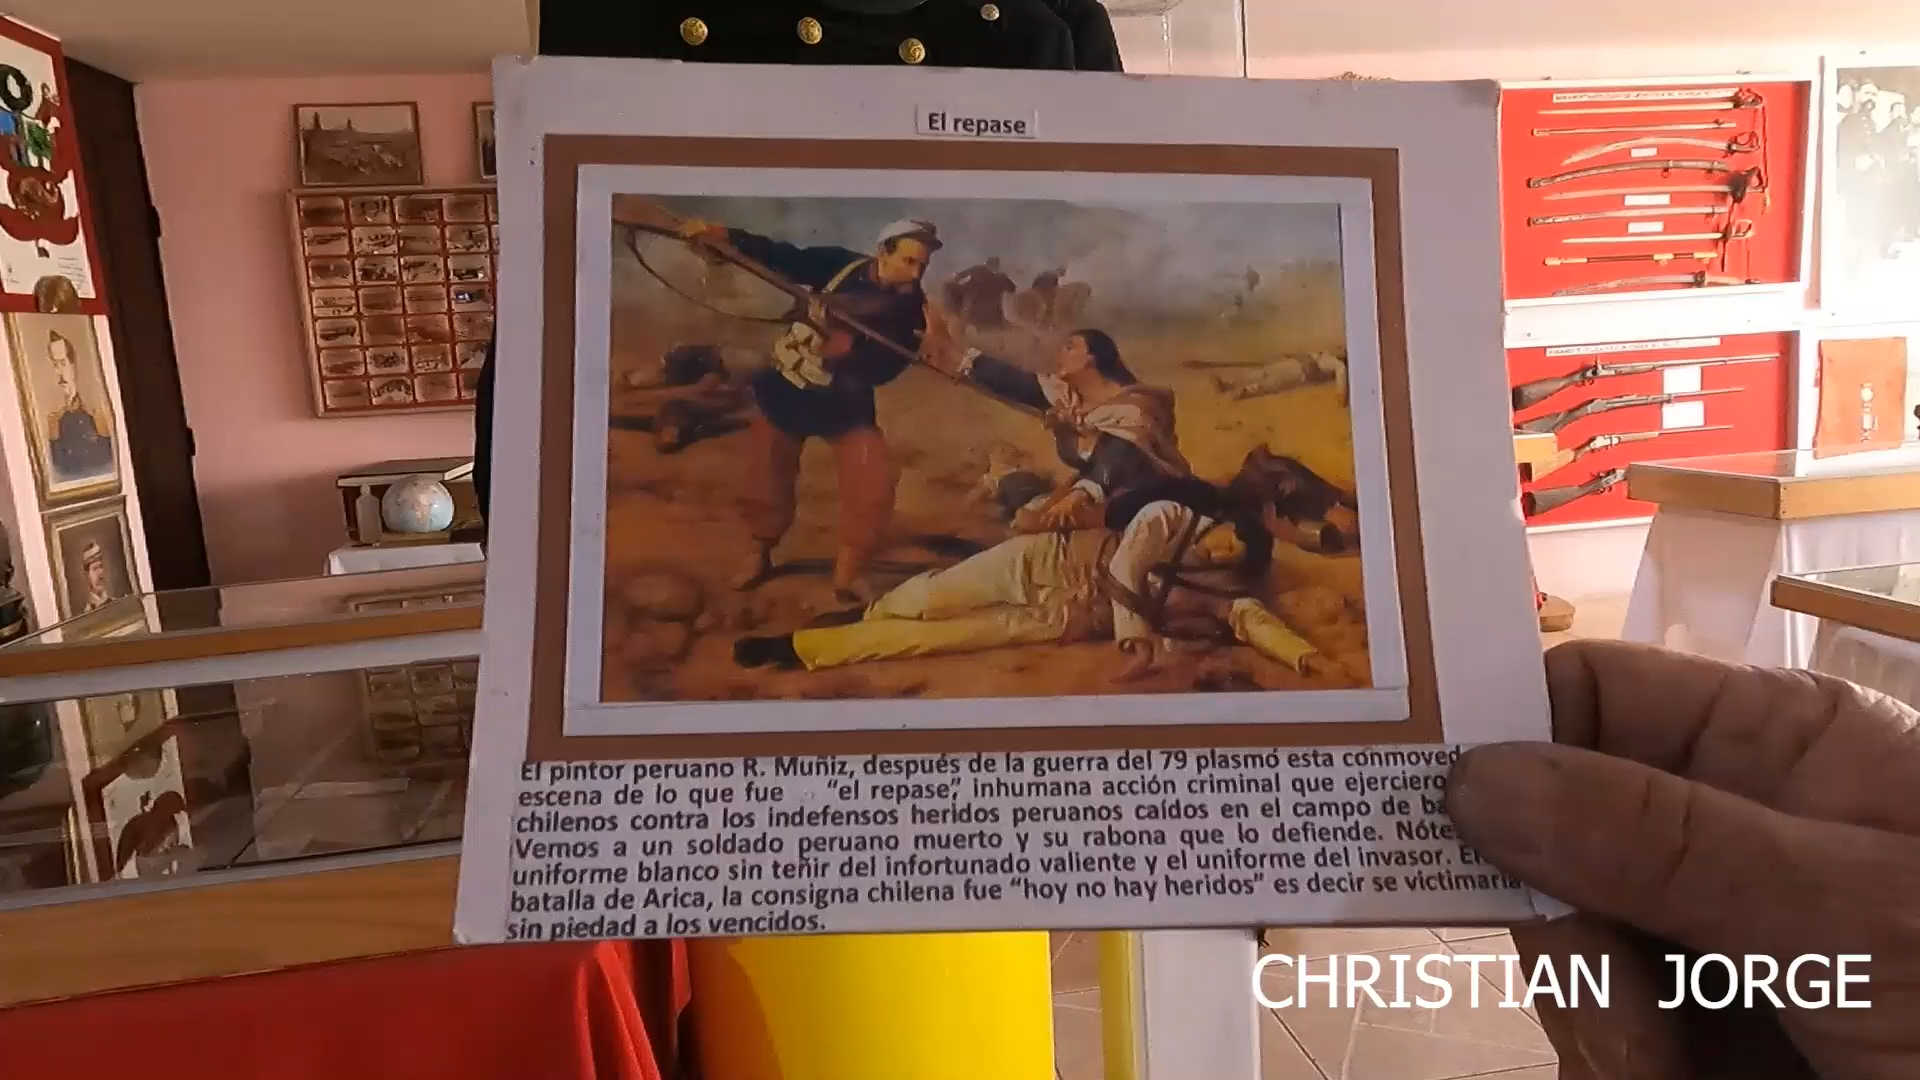 El repase
El pintor peruano R. Muñiz, después de la guerra del 79 plasmó esta conmoved
escena de lo que fue "el repase", inhumana acción criminal que ejerciero
chilenos contra los indefensos heridos peruanos caídos en el campo de ba
Vemos a un soldado peruano muerto y su rabona que lo defiende. Nóte
uniforme blanco sin teñir del infortunado valiente y el uniforme del invasor. En
batalla de Arica, la consigna chilena fue "hoy no hay heridos" es decir se victimaría
sin piedad a los vencidos.
CHRISTIAN JORGE